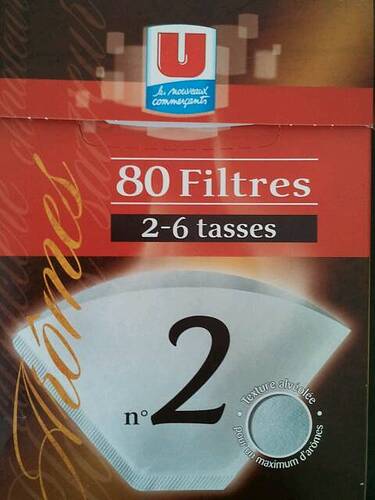 U
les nouveaux
commerçants
80 Filtres
2-6 tasses
Arômes
n° 2
Texture alvéolée
pour un maximum d'arômes